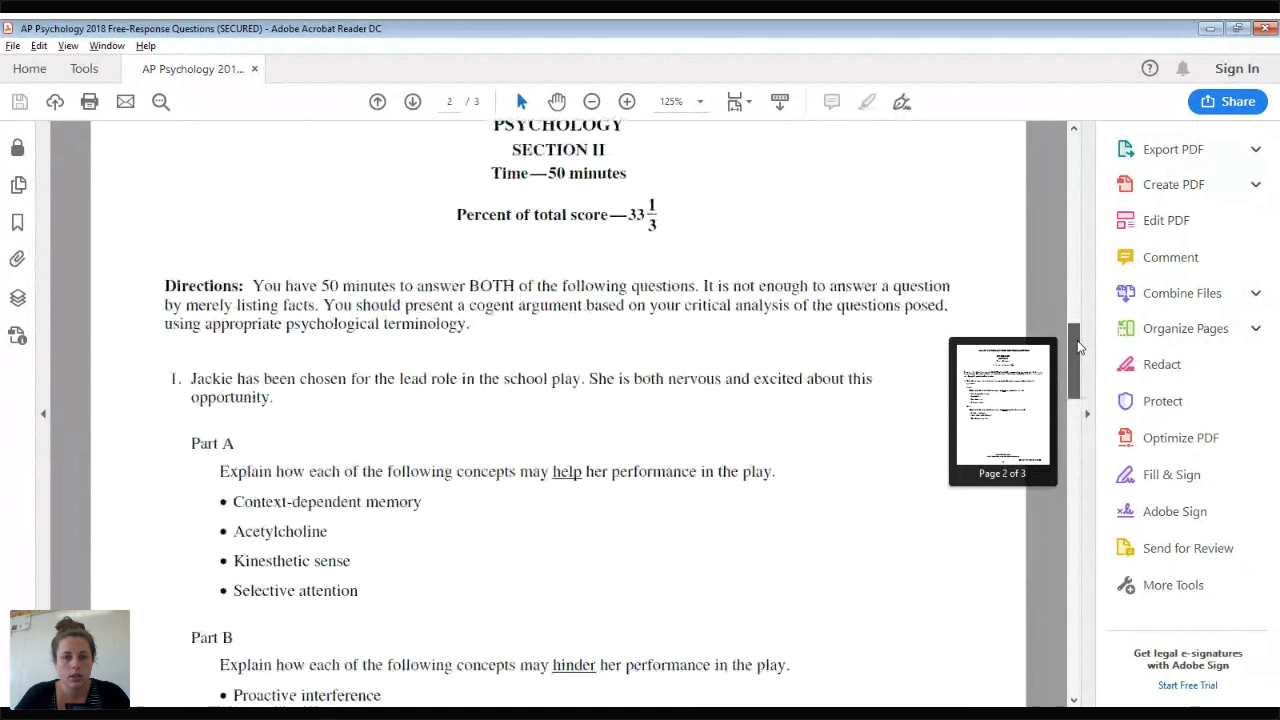 AP Psychology 2018 Free-Response Questions (SECURED) - Adobe Acrobat Reader DC
File Edit View Window Help
Home Tools AP Psychology 201... × Sign In
2 / 3 125% Share
PSYCHOLOGY
SECTION II
Time—50 minutes
Percent of total score—33 1/3
Directions: You have 50 minutes to answer BOTH of the following questions. It is not enough to answer a question
by merely listing facts. You should present a cogent argument based on your critical analysis of the questions posed,
using appropriate psychological terminology.
1. Jackie has been chosen for the lead role in the school play. She is both nervous and excited about this
opportunity.
Part A
Explain how each of the following concepts may help her performance in the play.
• Context-dependent memory
• Acetylcholine
• Kinesthetic sense
• Selective attention
Part B
Explain how each of the following concepts may hinder her performance in the play.
• Proactive interference
Page 2 of 3
Export PDF
Create PDF
Edit PDF
Comment
Combine Files
Organize Pages
Redact
Protect
Optimize PDF
Fill & Sign
Adobe Sign
Send for Review
More Tools
Get legal e-signatures
with Adobe Sign
Start Free Trial